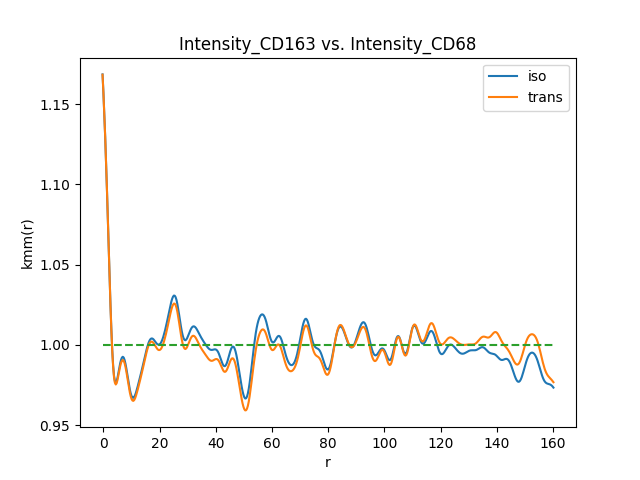 Intensity_CD163 vs. Intensity_CD68
iso
trans
1.15
1.10
1.05
1.00
0.95
kmm(r)
0 20 40 60 80 100 120 140 160
r